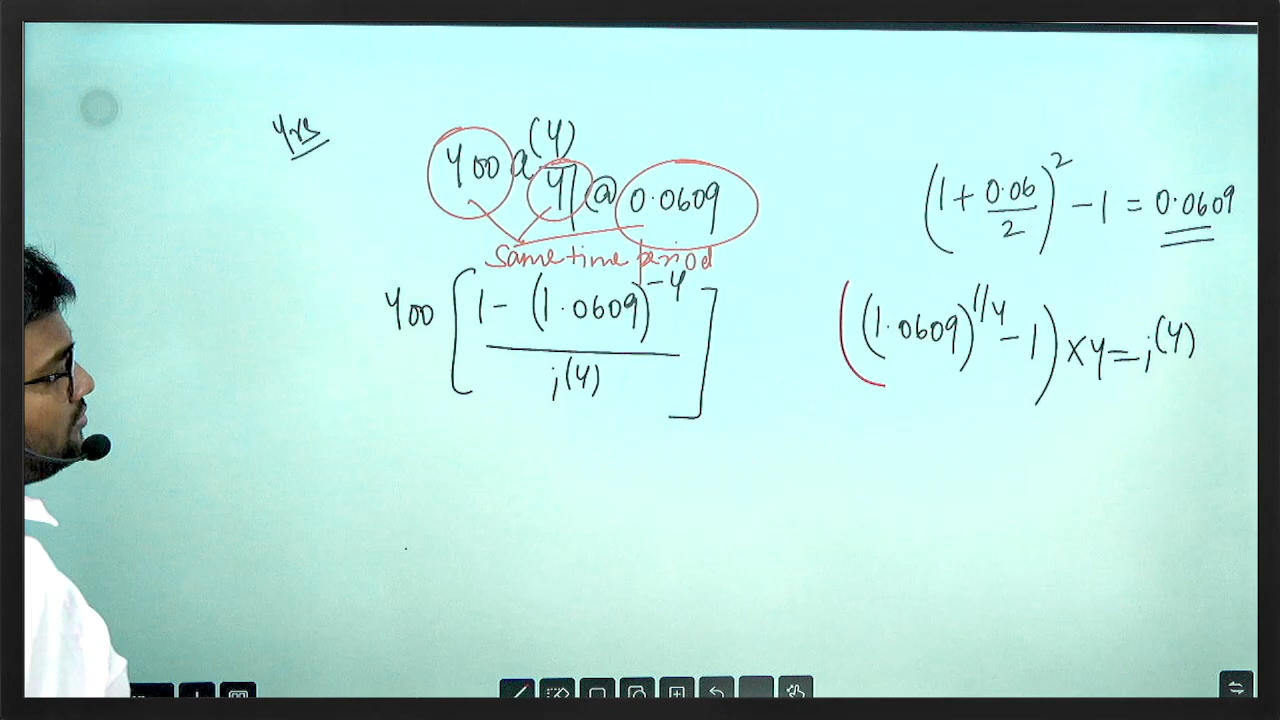 Yrs
400 a^(4) 4| @ 0.0609
same time period
400 [ 1 - (1.0609)^-4 / i^(4) ]
(1 + 0.06/2)^2 - 1 = 0.0609
((1.0609)^1/4 - 1) x 4 = i^(4)